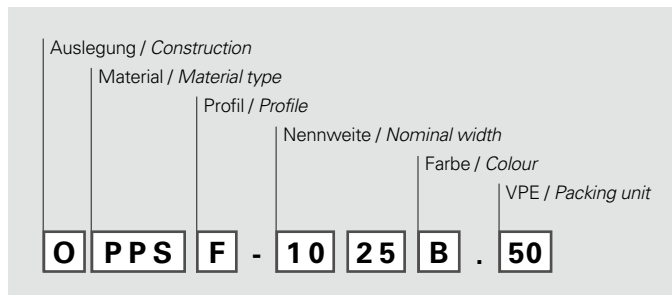 Auslegung / Construction
Material / Material type
Profil / Profile
Nennweite / Nominal width
Farbe / Colour
VPE / Packing unit
O PPS F - 10 25 B . 50